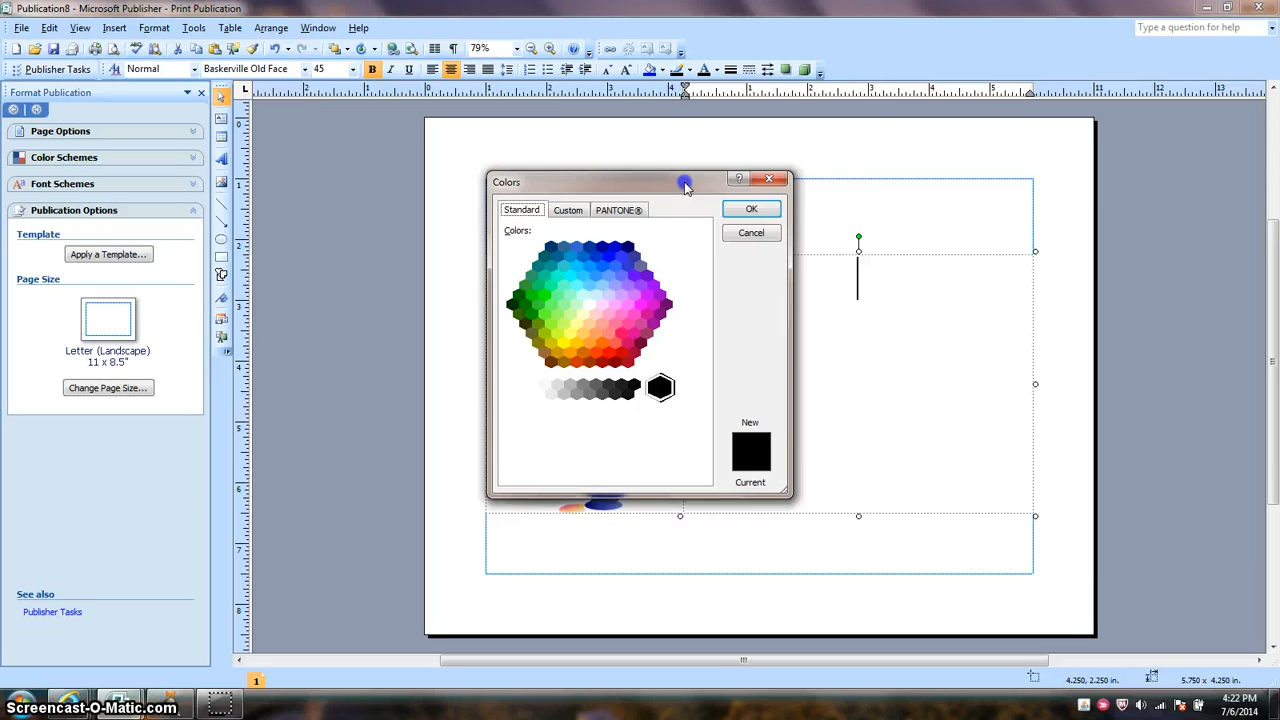 Publication8 - Microsoft Publisher - Print Publication
File Edit View Insert Format Tools Table Arrange Window Help
Type a question for help
79%
Publisher Tasks Normal Baskerville Old Face 45 B I U
Format Publication
Page Options
Color Schemes
Font Schemes
Publication Options
Template
Apply a Template...
Page Size
Letter (Landscape)
11 x 8.5"
Change Page Size...
See also
Publisher Tasks
Colors
Standard Custom PANTONE®
OK
Cancel
Colors:
New
Current
1
4.250, 2.250 in. 5.750 x 4.250 in.
Screencast-O-Matic.com
4:22 PM
7/6/2014